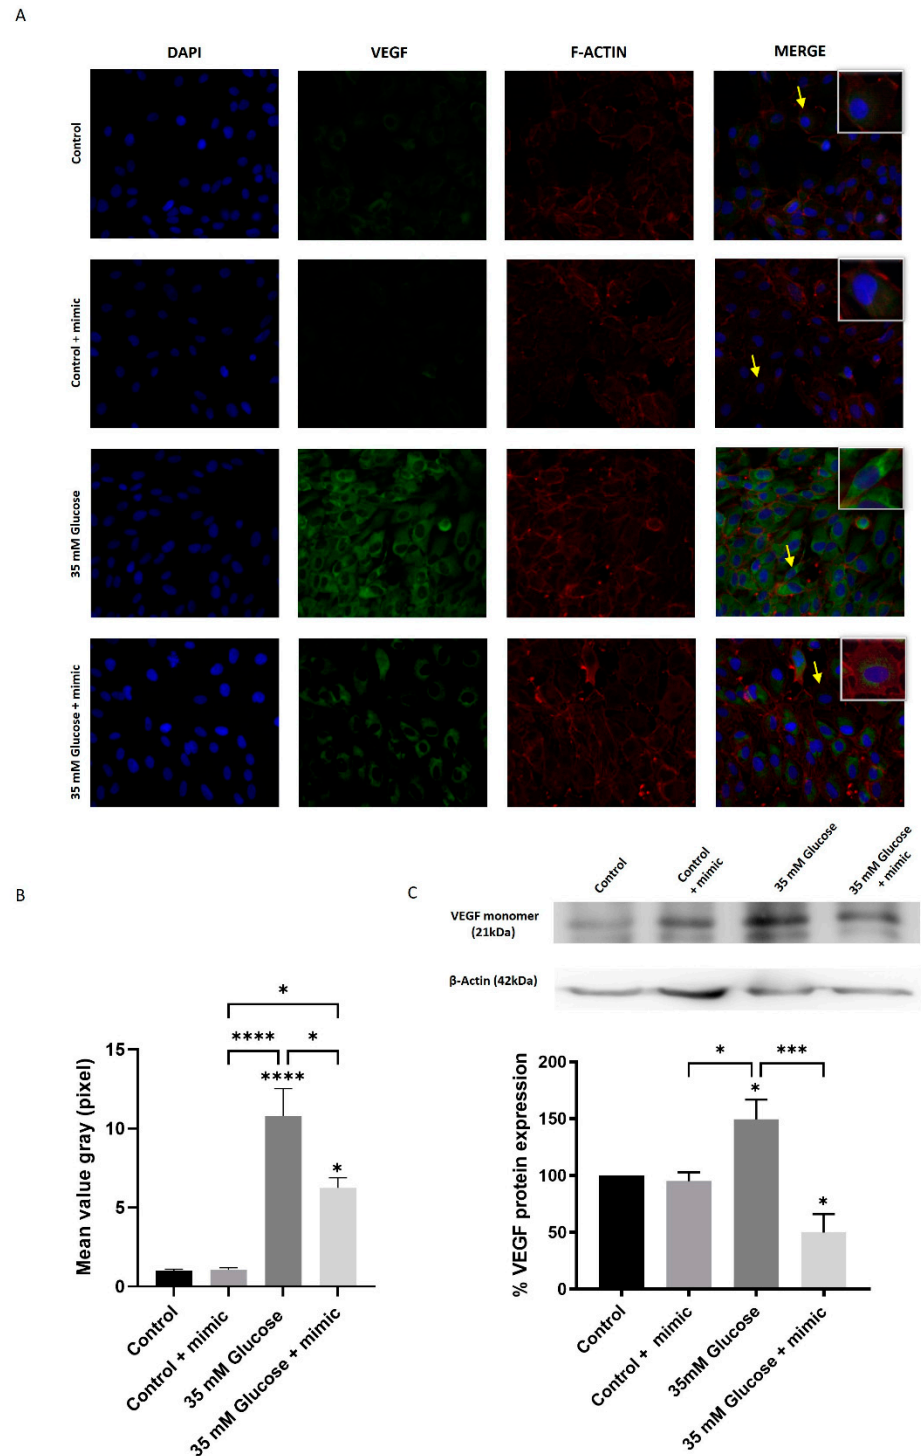 A
DAPI VEGF F-ACTIN MERGE
Control
Control + mimic
35 mM Glucose
35 mM Glucose + mimic
B
Mean value gray (pixel)
15
10
5
0
*
**** *
****
*
Control
Control + mimic
35 mM Glucose
35 mM Glucose + mimic
C
Control
Control
+ mimic
35 mM Glucose
35 mM Glucose
+ mimic
VEGF monomer
(21kDa)
β-Actin (42kDa)
% VEGF protein expression
200
150
100
50
0
* ***
*
*
Control
Control + mimic
35mM Glucose
35 mM Glucose + mimic